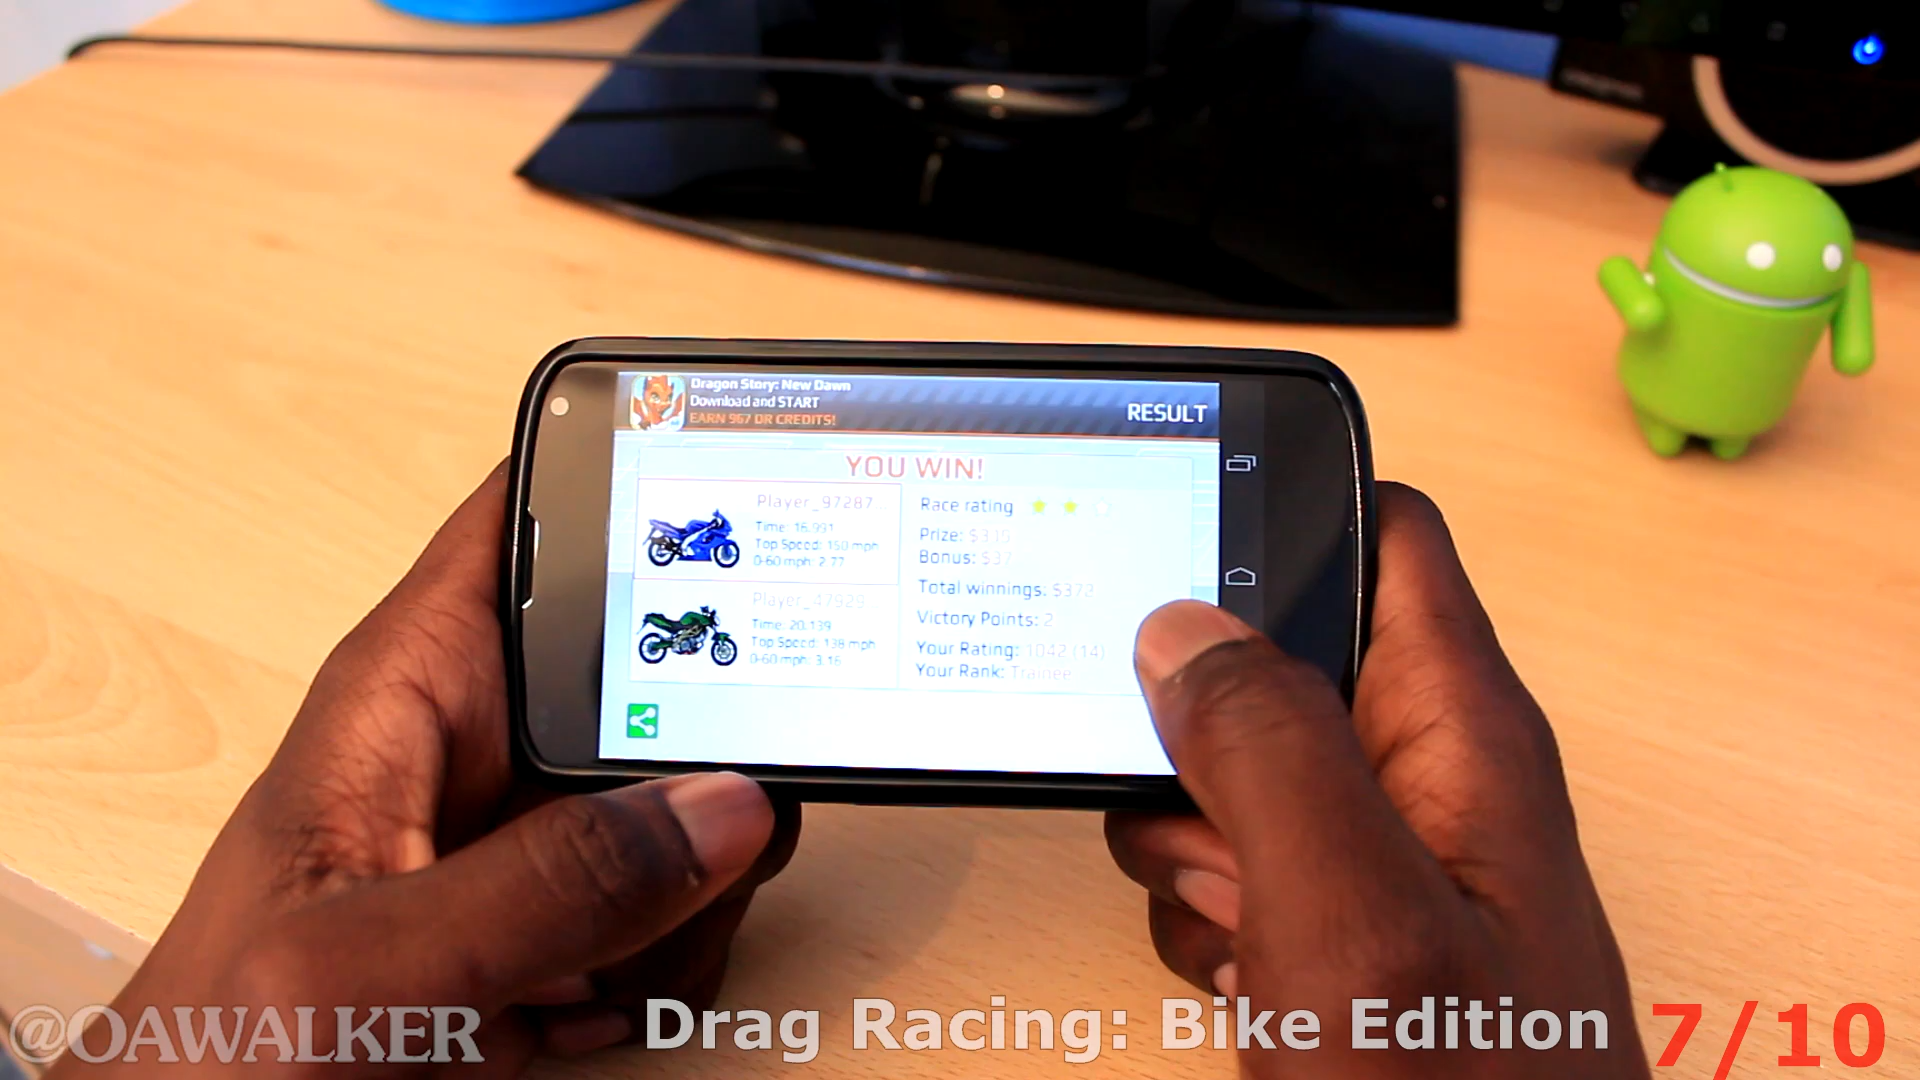 Dragon Story: New Dawn
Download and START
EARN 967 DR CREDITS!
RESULT
YOU WIN!
Player_97287...
Time: 16,991
Top Speed: 150 mph
0-60 mph: 2.77
Player_47929...
Time: 20,139
Top Speed: 138 mph
0-60 mph: 3.16
Race rating
Prize: $335
Bonus: $37
Total winnings: $372
Victory Points: 2
Your Rating: 1042 (14)
Your Rank: Trainee
@OAWALKER
Drag Racing: Bike Edition
7/10